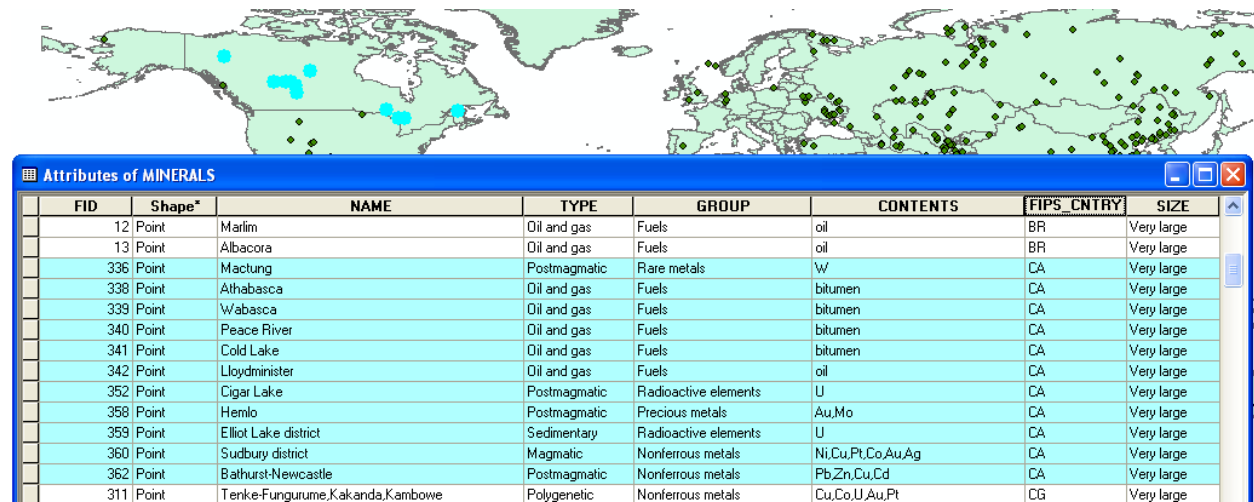 Attributes of MINERALS
FID Shape* NAME TYPE GROUP CONTENTS FIPS_CNTRY SIZE
12 Point Marlim Oil and gas Fuels oil BR Very large
13 Point Albacora Oil and gas Fuels oil BR Very large
336 Point Mactung Postmagmatic Rare metals W CA Very large
338 Point Athabasca Oil and gas Fuels bitumen CA Very large
339 Point Wabasca Oil and gas Fuels bitumen CA Very large
340 Point Peace River Oil and gas Fuels bitumen CA Very large
341 Point Cold Lake Oil and gas Fuels bitumen CA Very large
342 Point Lloydminister Oil and gas Fuels oil CA Very large
352 Point Cigar Lake Postmagmatic Radioactive elements U CA Very large
358 Point Hemlo Postmagmatic Precious metals Au,Mo CA Very large
359 Point Elliot Lake district Sedimentary Radioactive elements U CA Very large
360 Point Sudbury district Magmatic Nonferrous metals Ni,Cu,Pt,Co,Au,Ag CA Very large
362 Point Bathurst-Newcastle Postmagmatic Nonferrous metals Pb,Zn,Cu,Cd CA Very large
311 Point Tenke-Fungurume,Kakanda,Kambowe Polygenetic Nonferrous metals Cu,Co,U,Au,Pt CG Very large